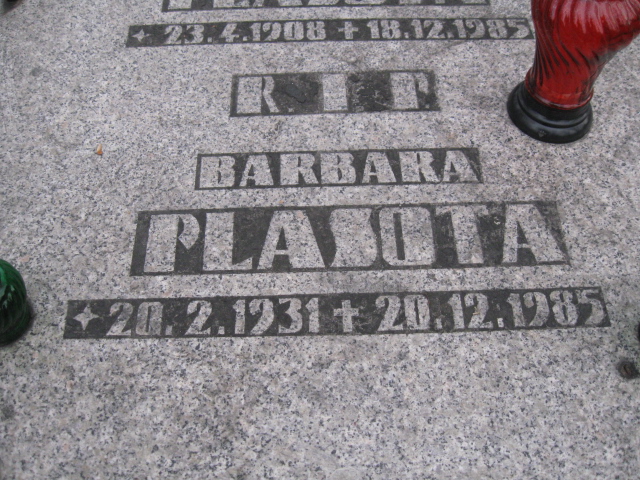 ✧ 23.4.1908 + 18.12.1985
R I P
BARBARA
PLASOTA
✧ 20.2.1931 + 20.12.1985